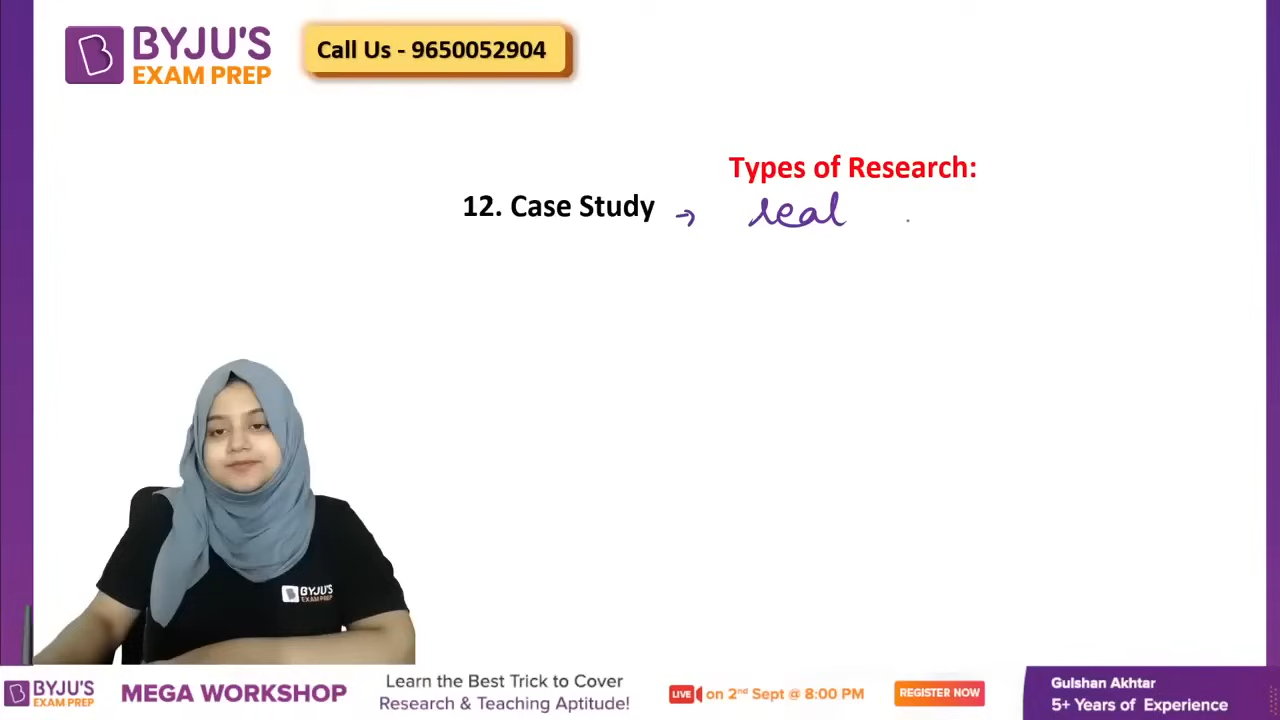 BYJU'S
EXAM PREP
Call Us - 9650052904
Types of Research:
12. Case Study → real
BYJU'S
EXAM PREP
BYJU'S
EXAM PREP
MEGA WORKSHOP
Learn the Best Trick to Cover
Research & Teaching Aptitude!
LIVE on 2nd Sept @ 8:00 PM
REGISTER NOW
Gulshan Akhtar
5+ Years of Experience